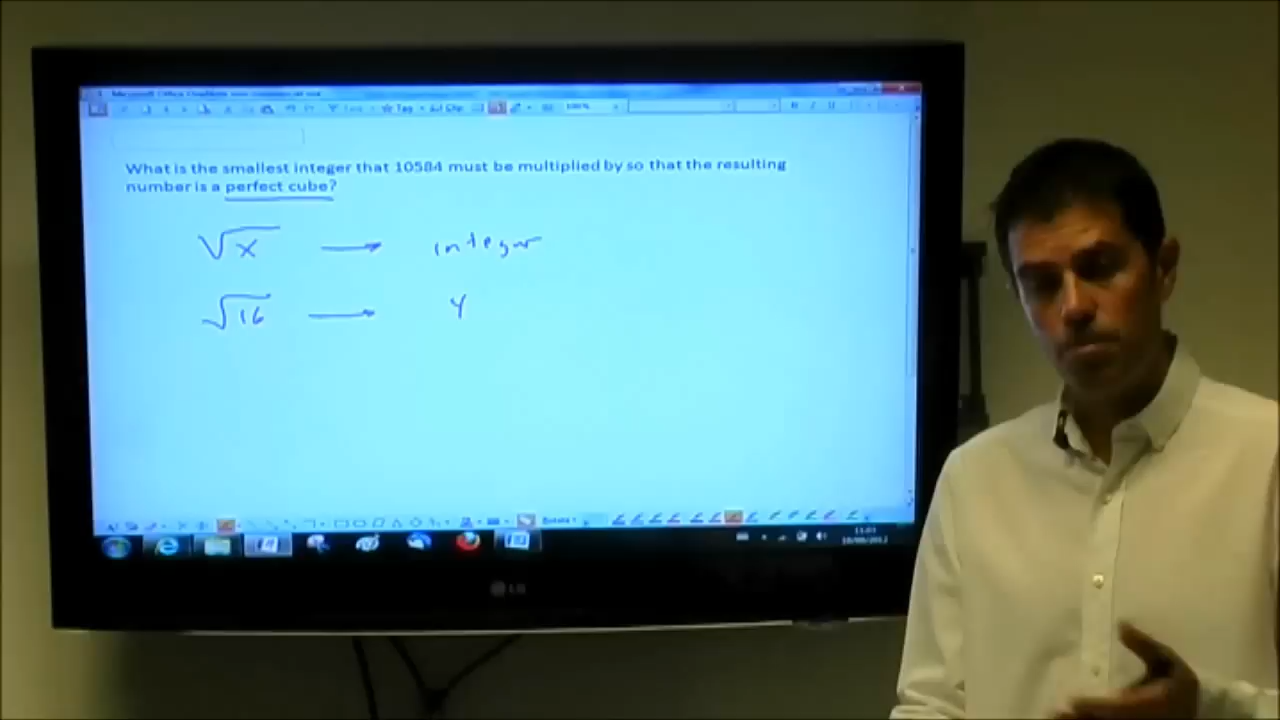 What is the smallest integer that 10584 must be multiplied by so that the resulting
number is a perfect cube?
√x → integer
√16 → 4
100%
LG